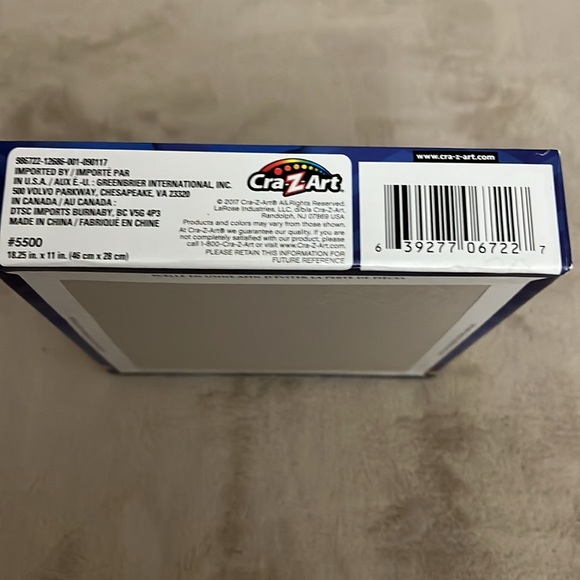 986722-12686-001-090117
IMPORTED BY / IMPORTÉ PAR
IN U.S.A. / AUX É.-U. : GREENBRIER INTERNATIONAL, INC.
500 VOLVO PARKWAY, CHESAPEAKE, VA 23320
IN CANADA / AU CANADA :
DTSC IMPORTS BURNABY, BC V5G 4P3
MADE IN CHINA / FABRIQUÉ EN CHINE
#5500
18.25 in. x 11 in. (46 cm x 28 cm)
Cra-Z-Art
© 2017 Cra-Z-Art® All Rights Reserved.
LaRose Industries, LLC. d/b/a Cra-Z-Art,
Randolph, NJ 07869 USA
Products and colors may vary from those shown.
At Cra-Z-Art® we guarantee our quality. If you are
not completely satisfied with our product, please
call 1-800-Cra-Z-Art or visit www.Cra-Z-Art.com.
PLEASE RETAIN THIS INFORMATION FOR
FUTURE REFERENCE
www.cra-z-art.com
6 39277 06722 7